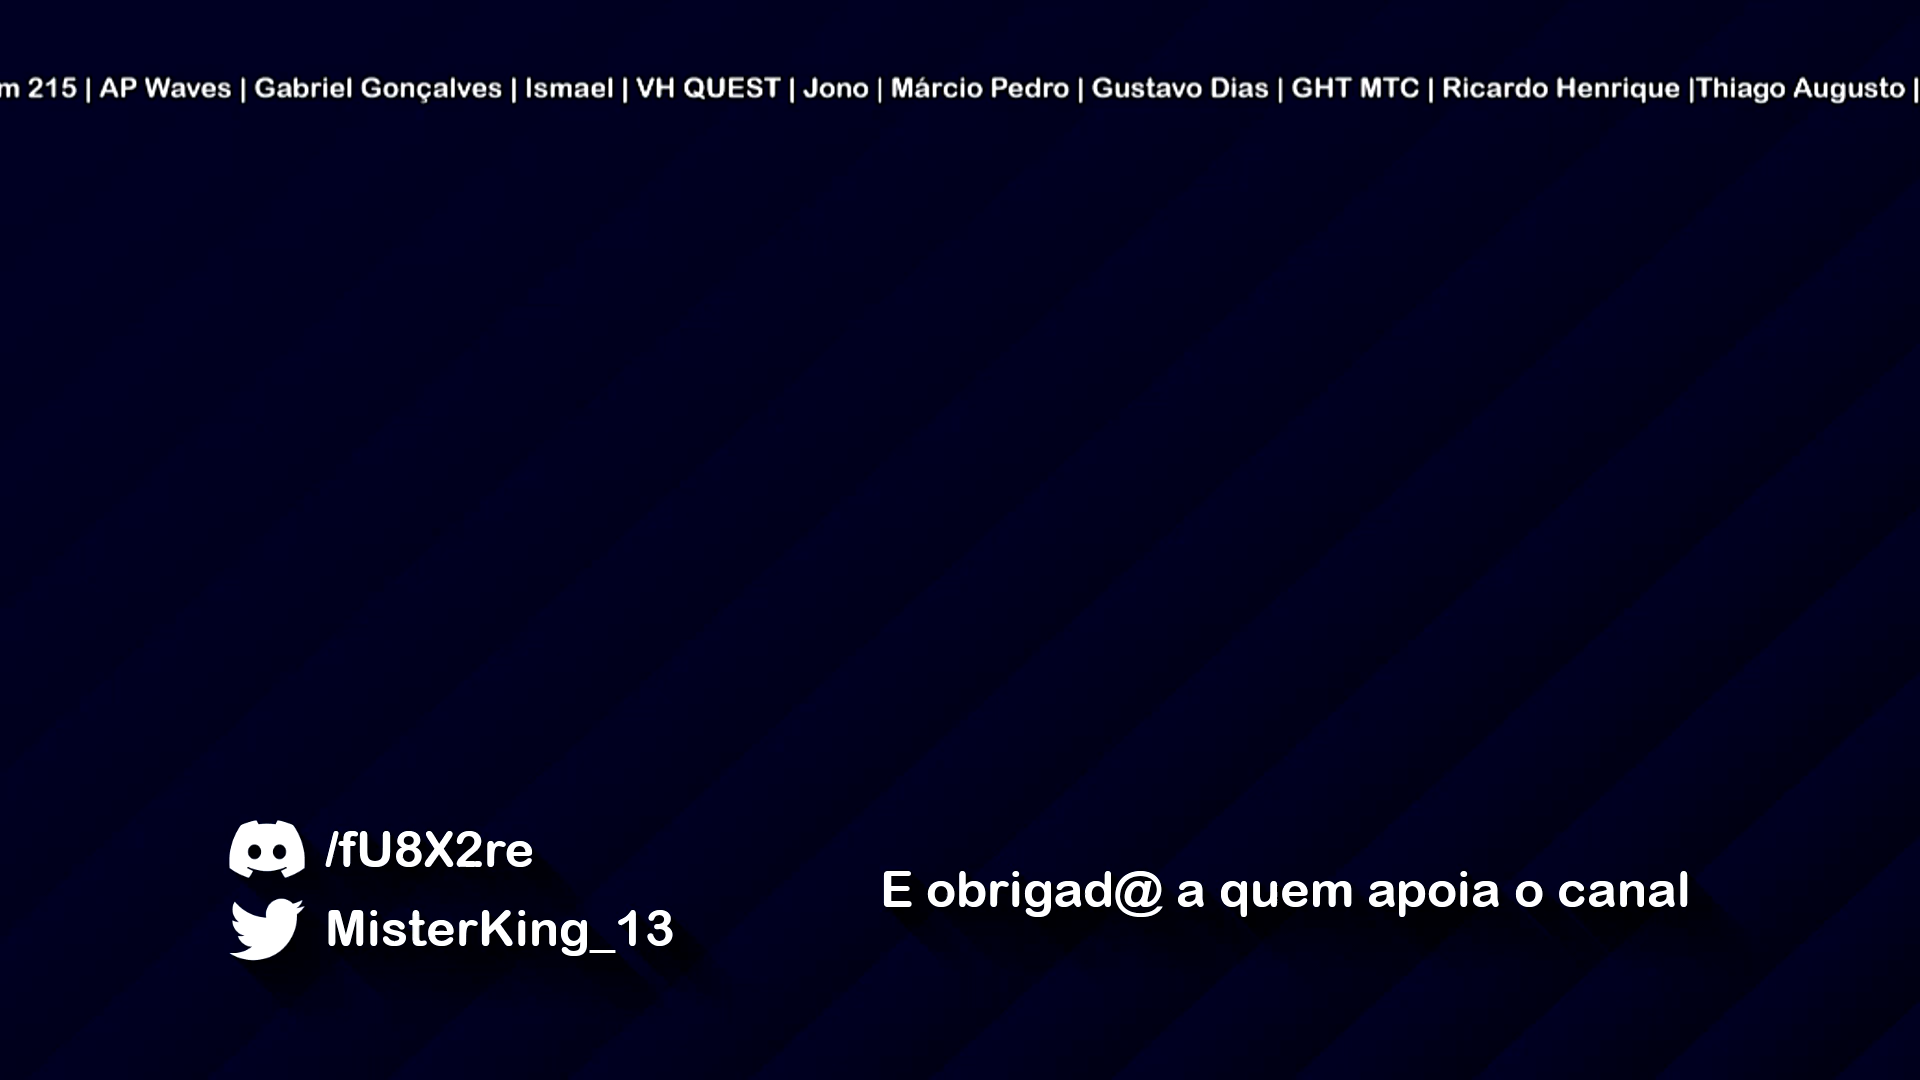 m 215 | AP Waves | Gabriel Gonçalves | Ismael | VH QUEST | Jono | Márcio Pedro | Gustavo Dias | GHT MTC | Ricardo Henrique |Thiago Augusto |
/fU8X2re
MisterKing_13
E obrigad@ a quem apoia o canal